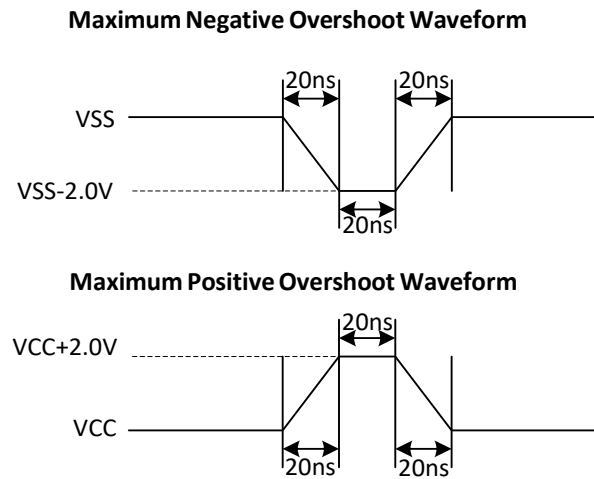 Maximum Negative Overshoot Waveform
20ns 20ns
VSS
VSS-2.0V
20ns
Maximum Positive Overshoot Waveform
20ns
VCC+2.0V
VCC
20ns 20ns